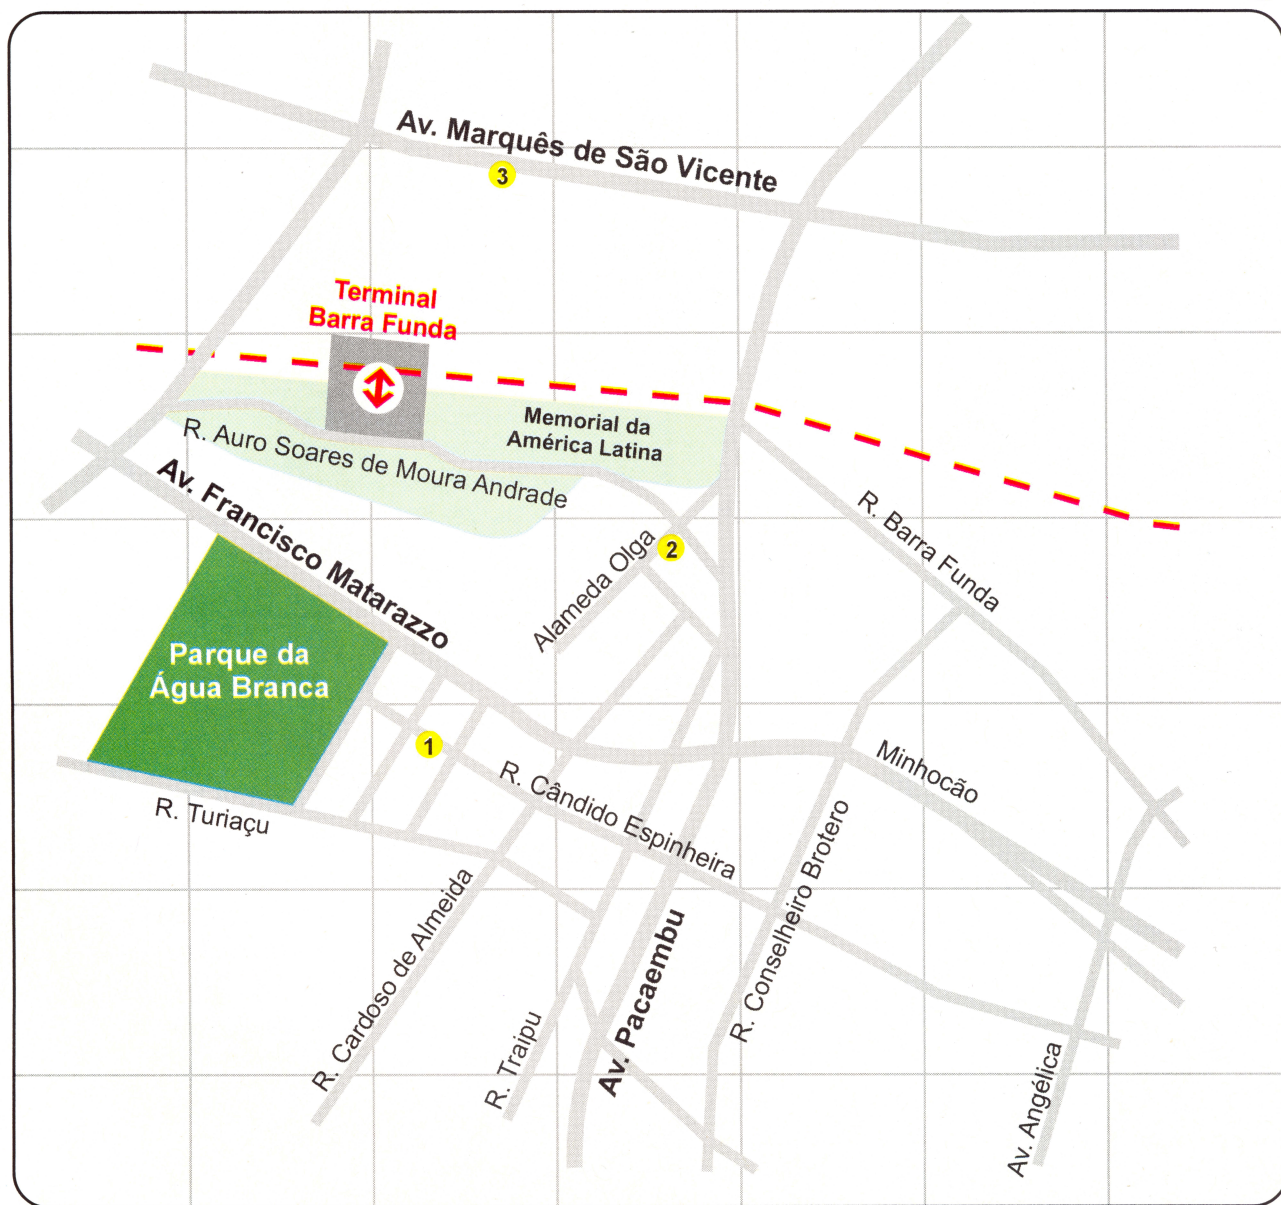 Av. Marquês de São Vicente
3
Terminal
Barra Funda
Memorial da
América Latina
R. Auro Soares de Moura Andrade
Av. Francisco Matarazzo
R. Barra Funda
Alameda Olga
2
Parque da
Água Branca
1
R. Turiaçu
R. Cândido Espinheira
Minhocão
R. Cardoso de Almeida
R. Traipu
Av. Pacaembu
R. Conselheiro Brotero
Av. Angélica